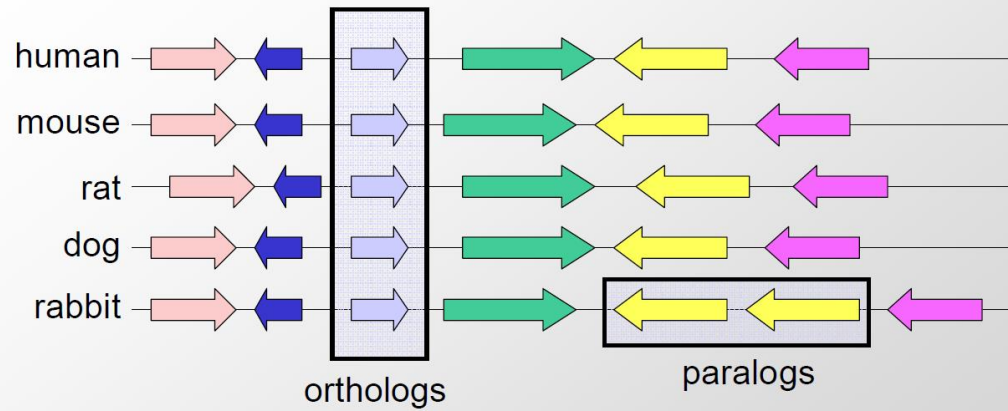 human
mouse
rat
dog
rabbit
orthologs
paralogs